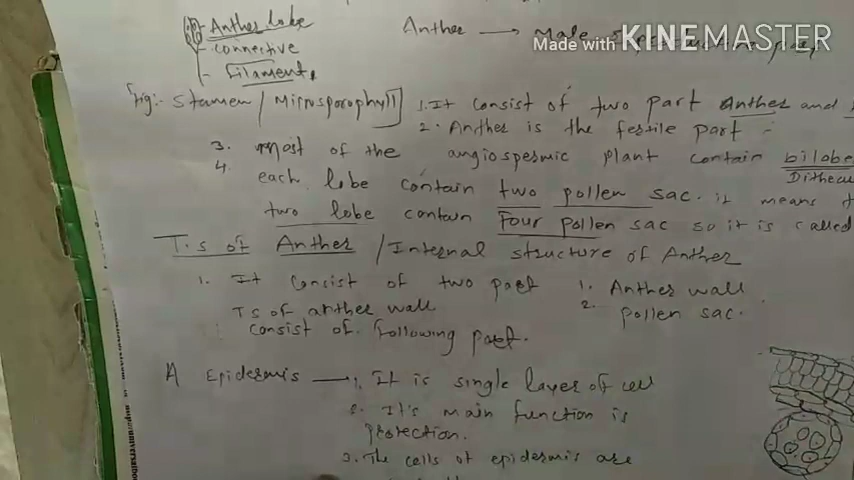 Anther lobe
connective
Filament.
Anther → male
Made with KINEMASTER
Fig:- Stamen / Microsporophyll
1. It consist of two part anther and
2. Anther is the fertile part -
3. most of the angiospermic plant contain bilobe
Dithecu
4. each lobe contain two pollen sac. it means
two lobe contain Four pollen sac so it is called
T.s of Anther / Internal structure of Anther
1. It consist of two part 1. Anther wall
2. pollen sac.
Ts of anther wall
consist of following part.
A Epidermis → 1. It is single layer of cell
2. It's main function is
protection.
3. The cells of epidermis are